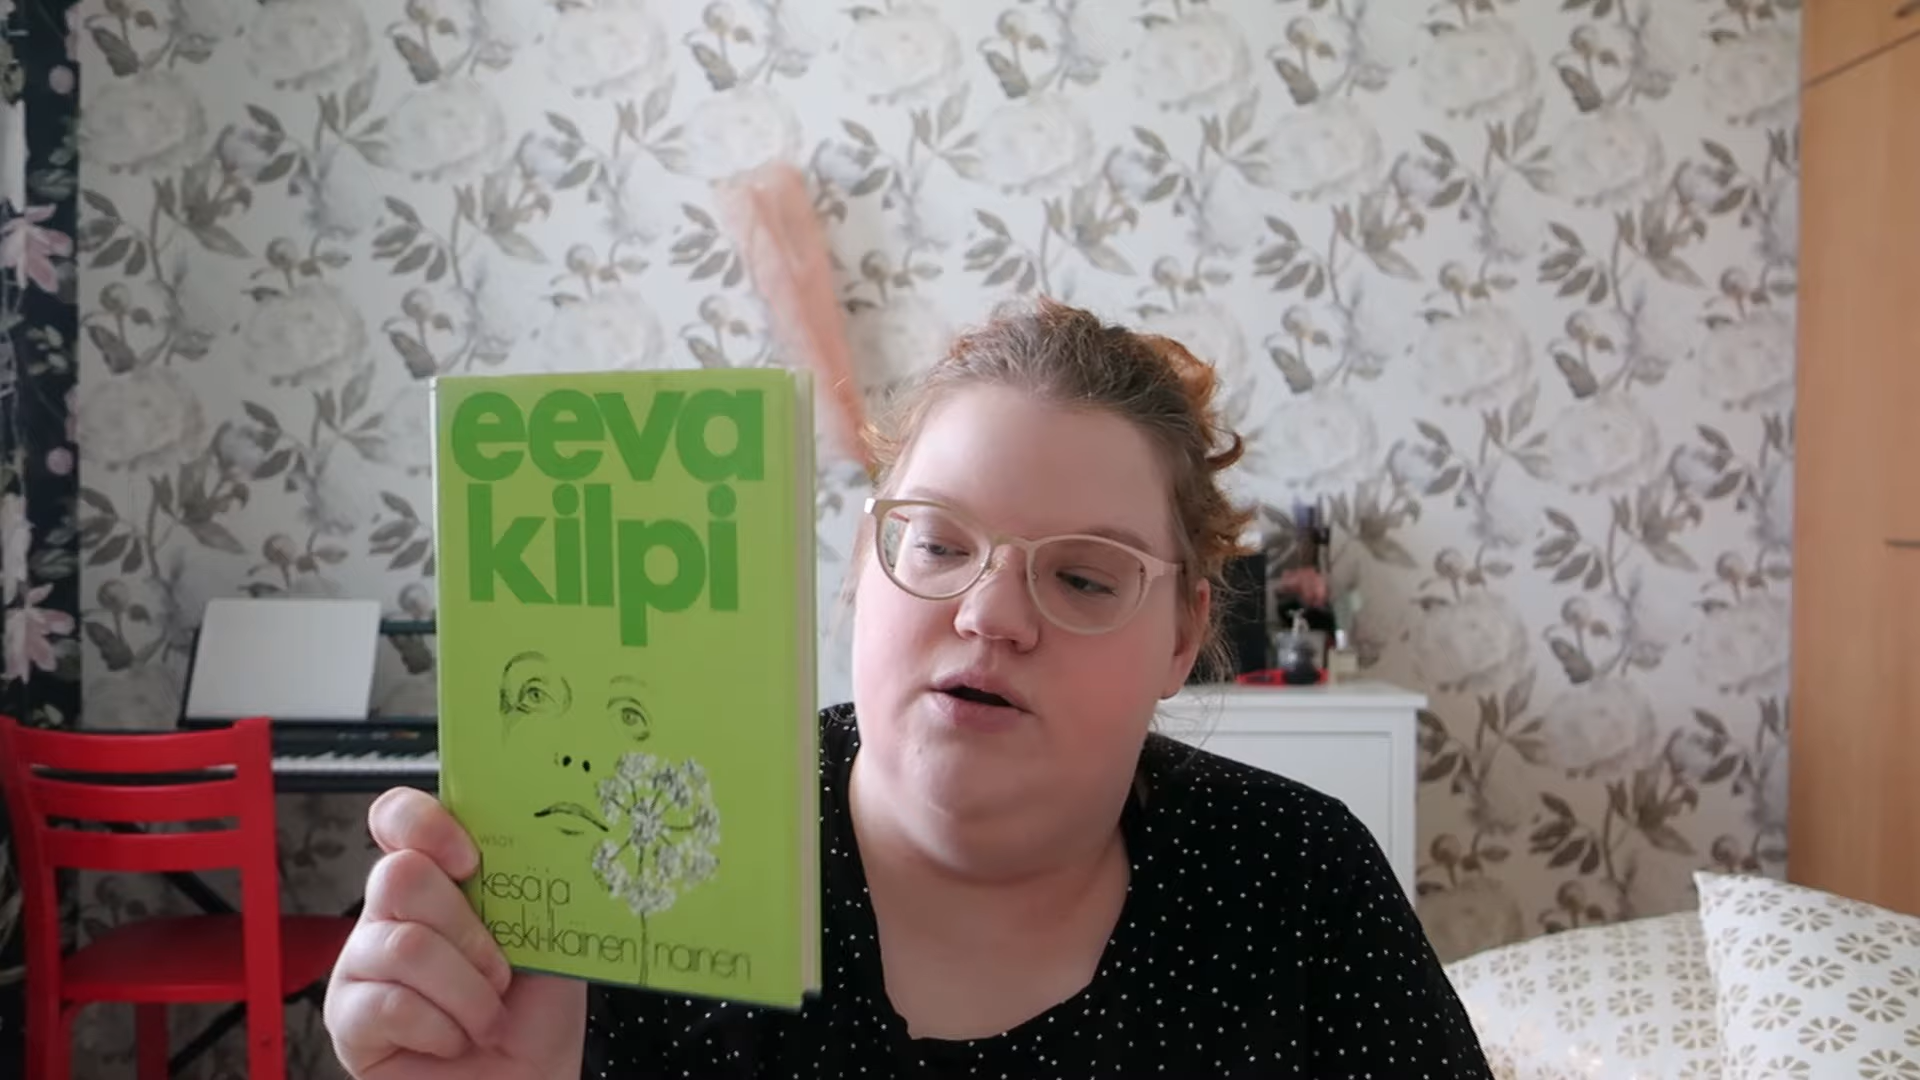 eeva
kilpi
WSOY
kesä ja
keski-ikäinen nainen